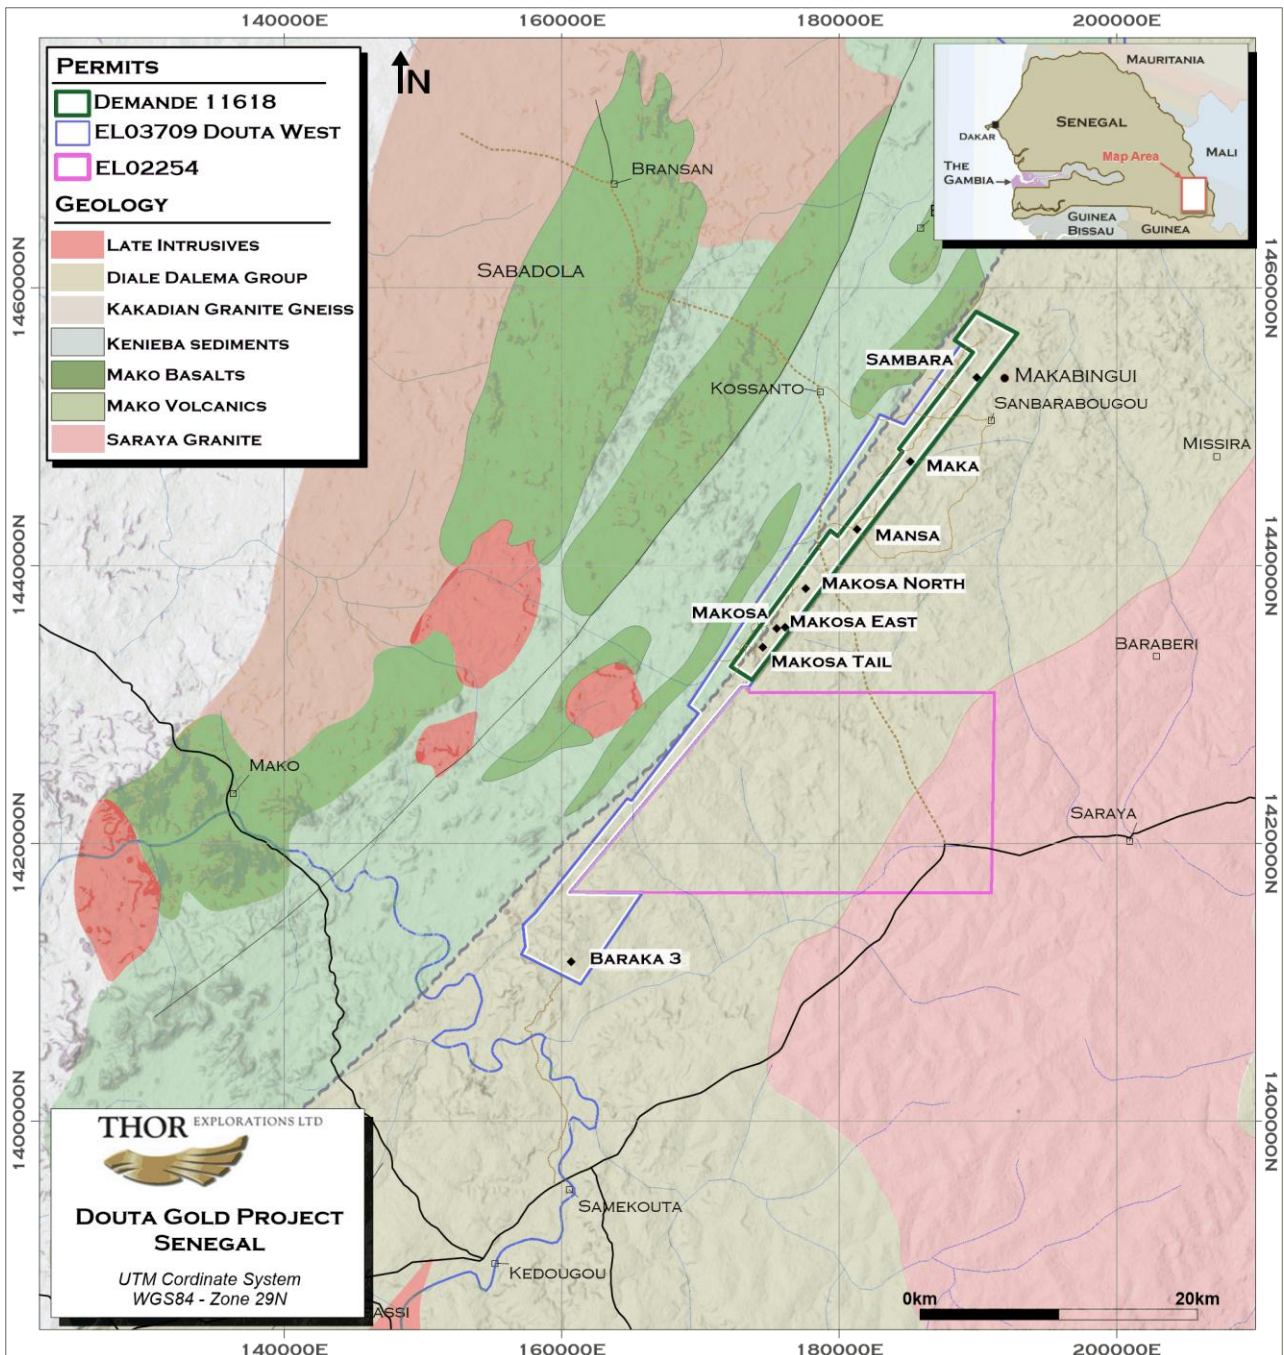 140000E 160000E 180000E 200000E
PERMITS
DEMANDE 11618
EL03709 DOUTA WEST
EL02254
GEOLOGY
LATE INTRUSIVES
DIALE DALEMA GROUP
KAKADIAN GRANITE GNEISS
KENIEBA SEDIMENTS
MAKO BASALTS
MAKO VOLCANICS
SARAYA GRANITE
N
MAURITANIA
SENEGAL
DAKAR
MALI
Map Area
THE
GAMBIA
GUINEA
BISSAU
GUINEA
BRANSAN
SABADOLA
1460000N
1460000N
SAMBARA
MAKABINGUI
KOSSANTO
SANBARABOUGOU
MISSIRA
MAKA
MANSA
1440000N
1440000N
MAKOSA NORTH
MAKOSA
MAKOSA EAST
BARABERI
MAKOSA TAIL
MAKO
SARAYA
1420000N
1420000N
BARAKA 3
1400000N
1400000N
THOR EXPLORATIONS LTD
DOUTA GOLD PROJECT
SENEGAL
UTM Cordinate System
WGS84 - Zone 29N
SAMEKOUTA
KEDOUGOU
0km 20km
140000E 160000E 180000E 200000E